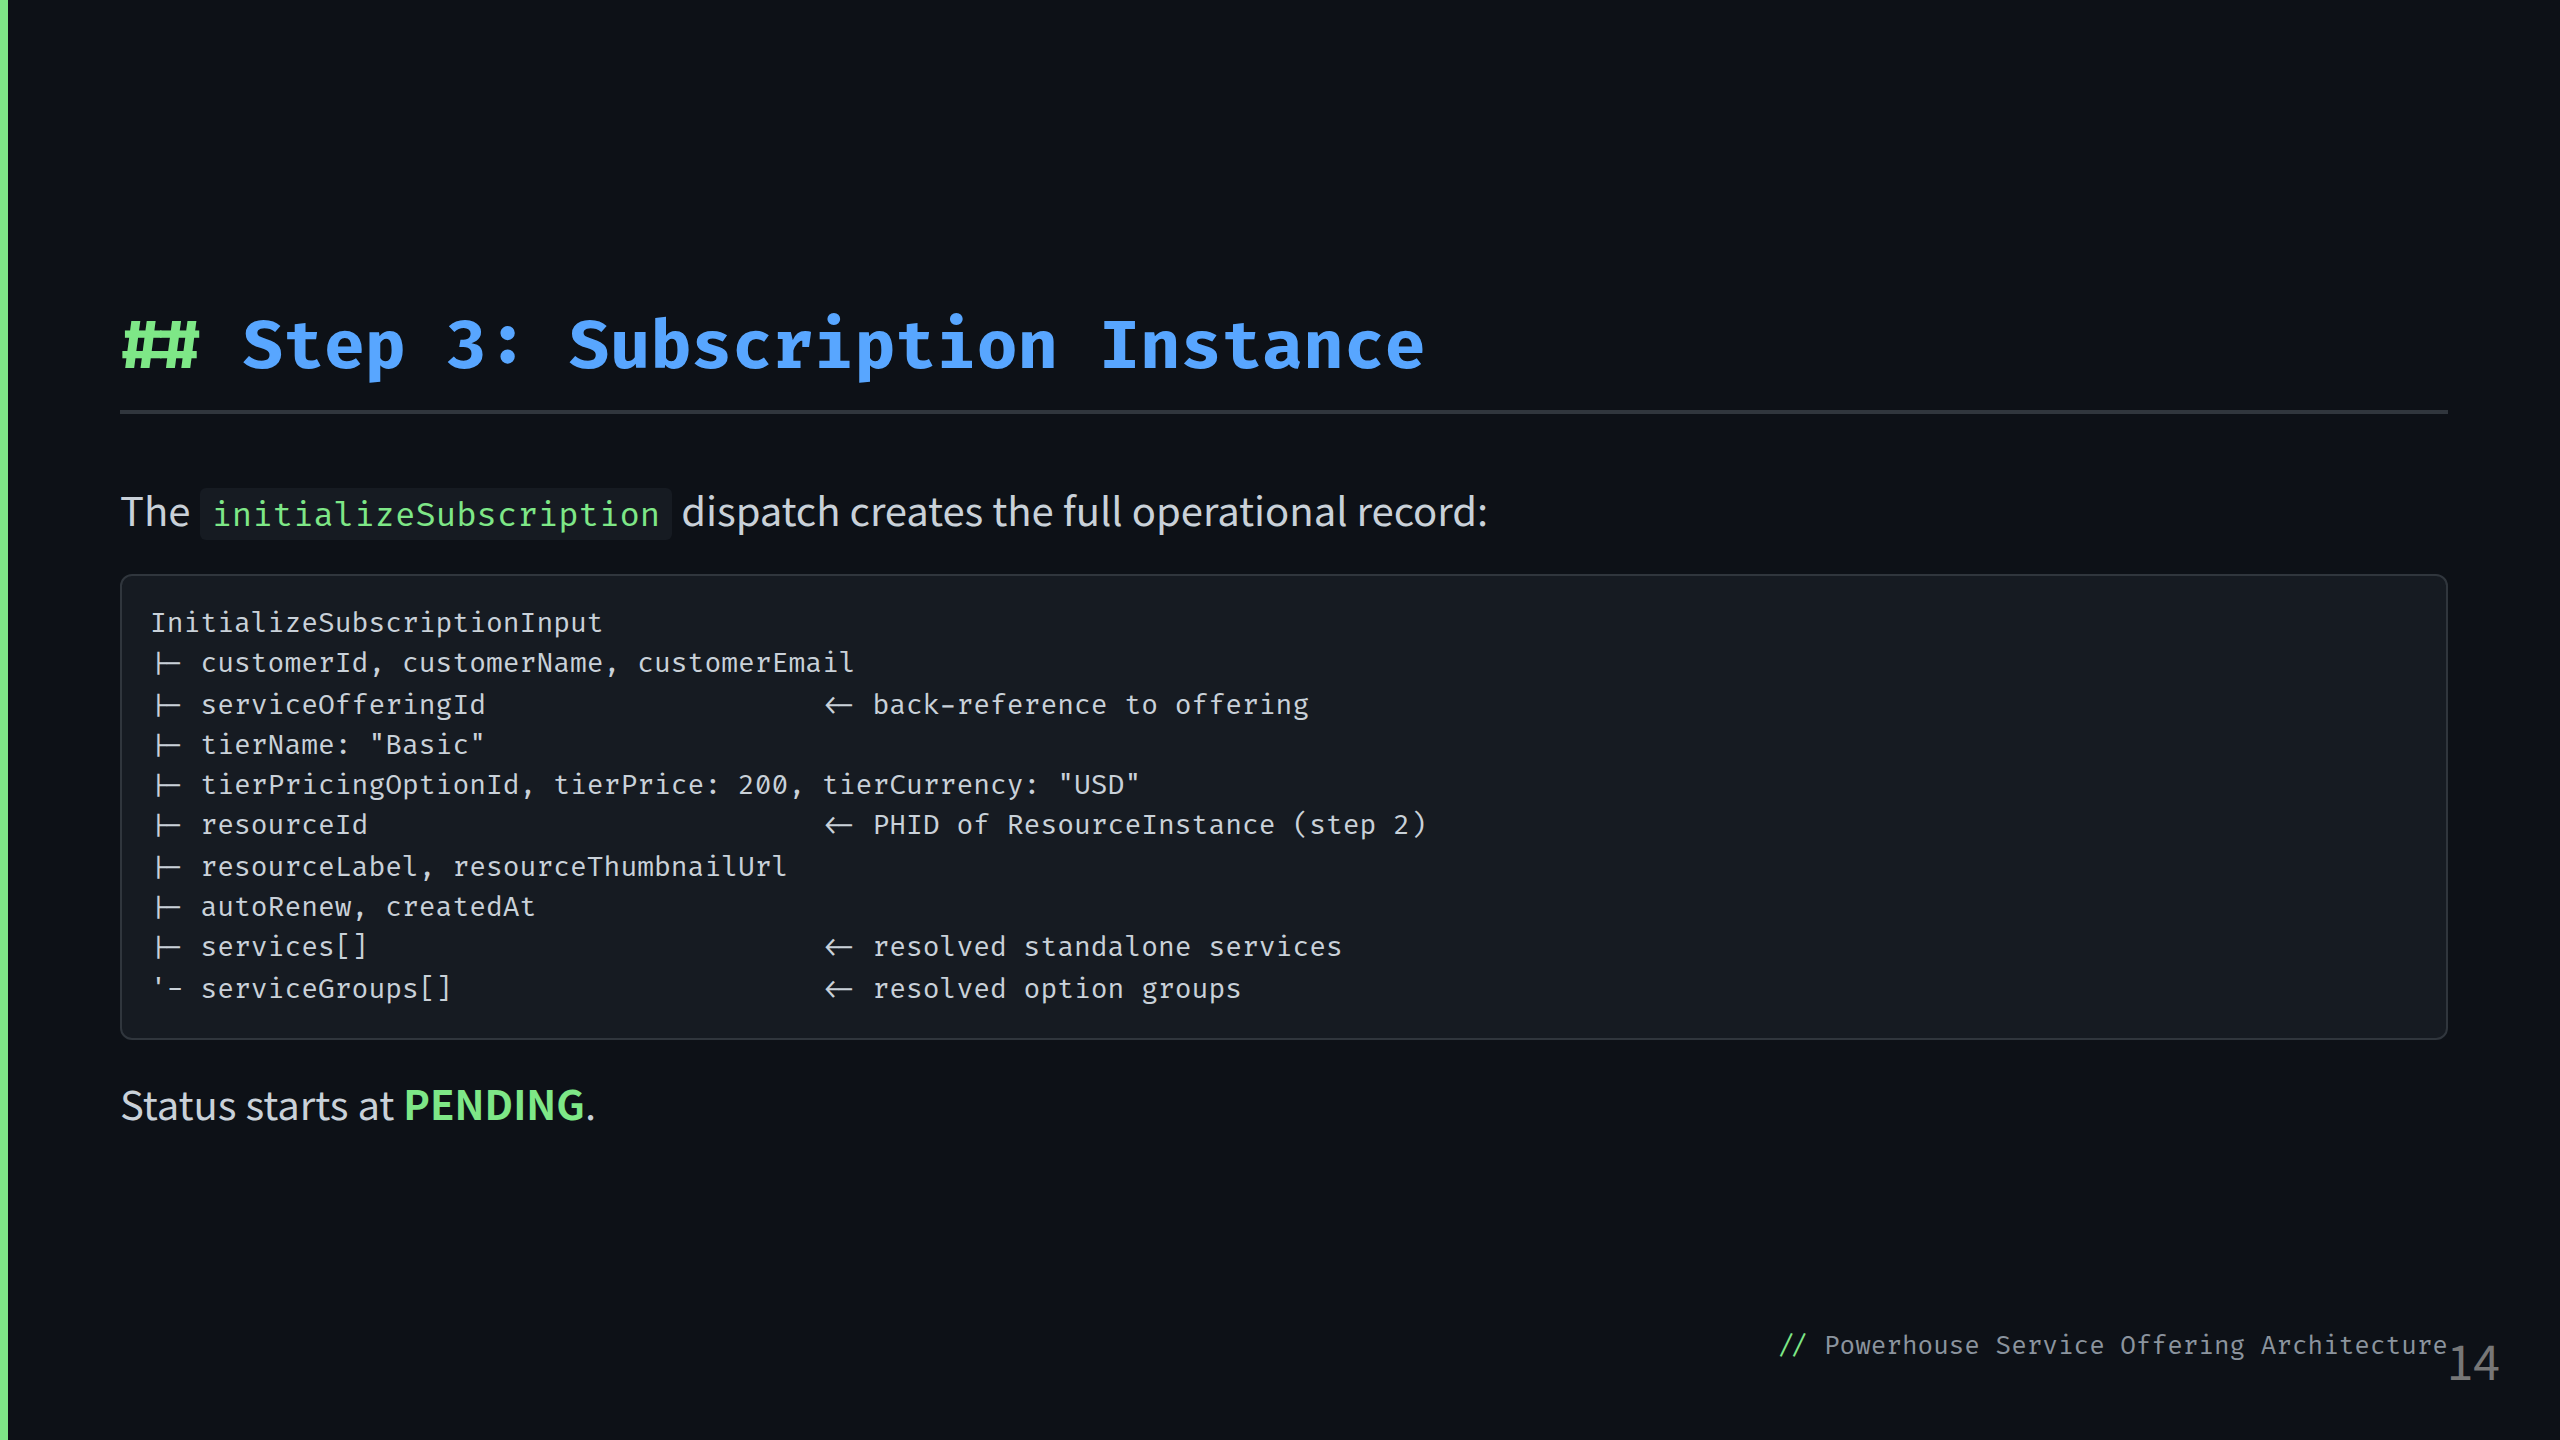 ## Step 3: Subscription Instance
The initializeSubscription dispatch creates the full operational record:
InitializeSubscriptionInput
├─ customerId, customerName, customerEmail
├─ serviceOfferingId                    <- back-reference to offering
├─ tierName: "Basic"
├─ tierPricingOptionId, tierPrice: 200, tierCurrency: "USD"
├─ resourceId                           <- PHID of ResourceInstance (step 2)
├─ resourceLabel, resourceThumbnailUrl
├─ autoRenew, createdAt
├─ services[]                           <- resolved standalone services
'- serviceGroups[]                      <- resolved option groups
Status starts at PENDING.
// Powerhouse Service Offering Architecture
14